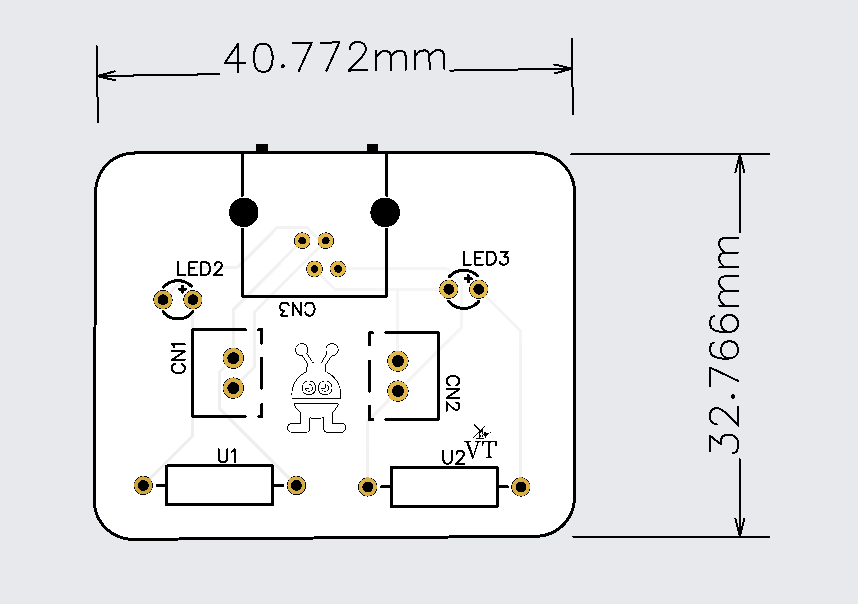 40.772mm
LED2
LED3
CN3
CN1
CN2
32.766mm
VT
U1
U2